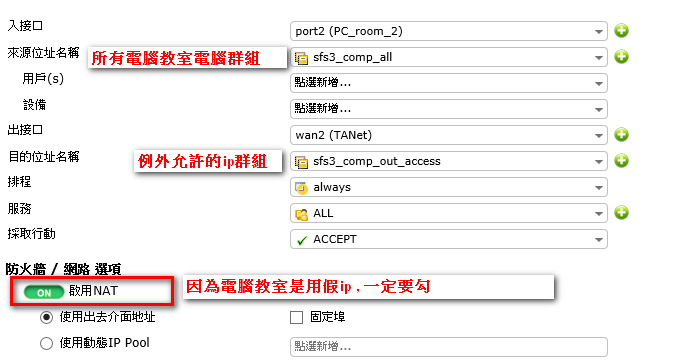 入接口 port2 (PC_room_2)
來源位址名稱 所有電腦教室電腦群組 sfs3_comp_all
用戶(s) 點選新增...
設備 點選新增...
出接口 wan2 (TANet)
目的位址名稱 例外允許的ip群組 sfs3_comp_out_access
排程 always
服務 ALL
採取行動 ACCEPT
防火牆 / 網路 選項
ON 啟用NAT 因為電腦教室是用假ip,一定要勾
使用出去介面地址 固定埠
使用動態IP Pool 點選新增...